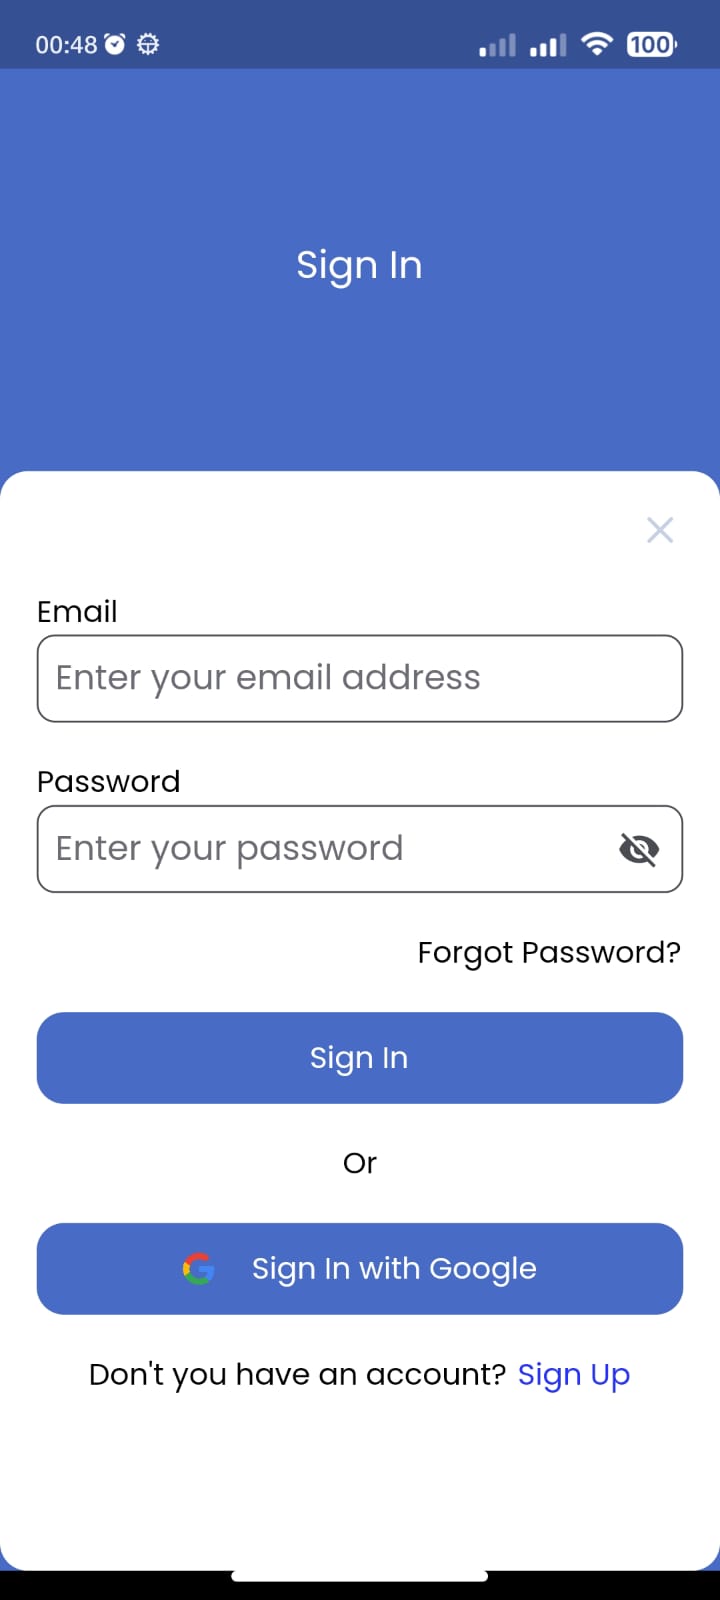 00:48 100
Sign In
Email
Enter your email address
Password
Enter your password
Forgot Password?
Sign In
Or
Sign In with Google
Don't you have an account? Sign Up